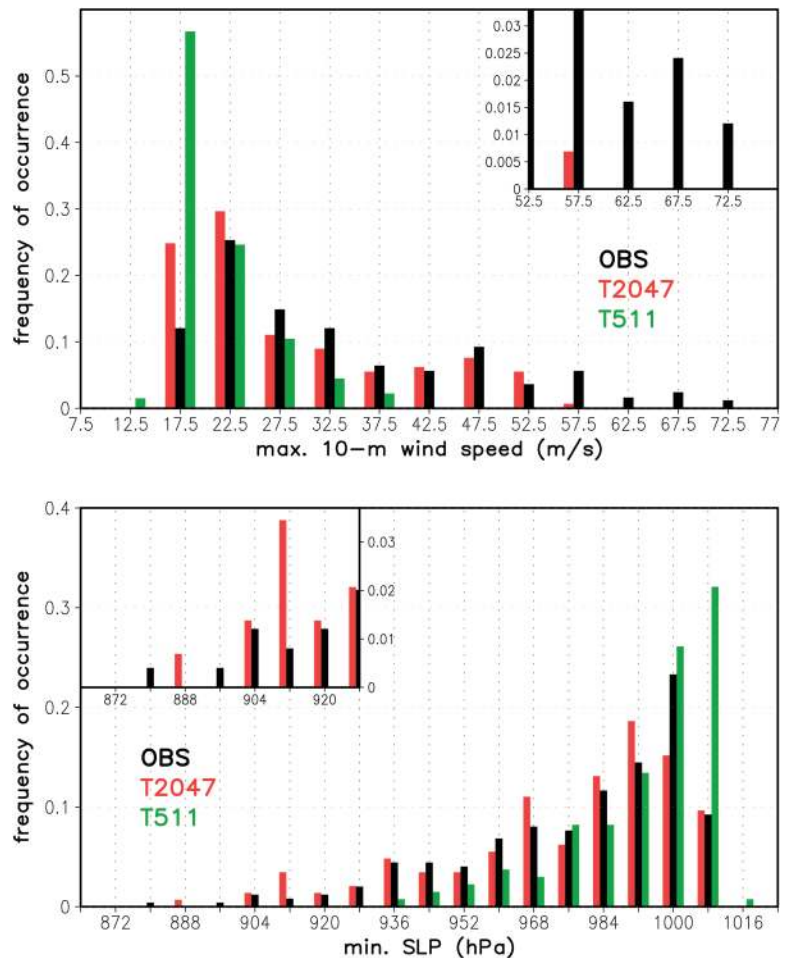 frequency of occurrence
0.5
0.4
0.3
0.2
0.1
0
7.5 12.5 17.5 22.5 27.5 32.5 37.5 42.5 47.5 52.5 57.5 62.5 67.5 72.5 77
max. 10-m wind speed (m/s)
0.03
0.025
0.02
0.015
0.01
0.005
0
52.5 57.5 62.5 67.5 72.5
OBS
T2047
T511
frequency of occurrence
0.4
0.3
0.2
0.1
0
872 888 904 920 936 952 968 984 1000 1016
min. SLP (hPa)
0.03
0.02
0.01
0
872 888 904 920
OBS
T2047
T511